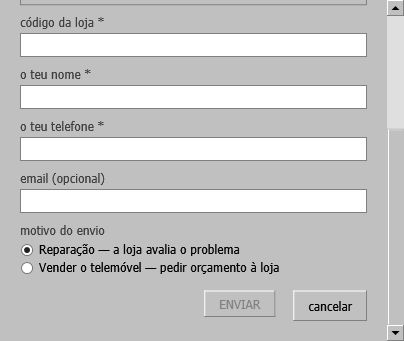 código da loja *
o teu nome *
o teu telefone *
email (opcional)
motivo do envio
Reparação — a loja avalia o problema
Vender o telemóvel — pedir orçamento à loja
ENVIAR
cancelar